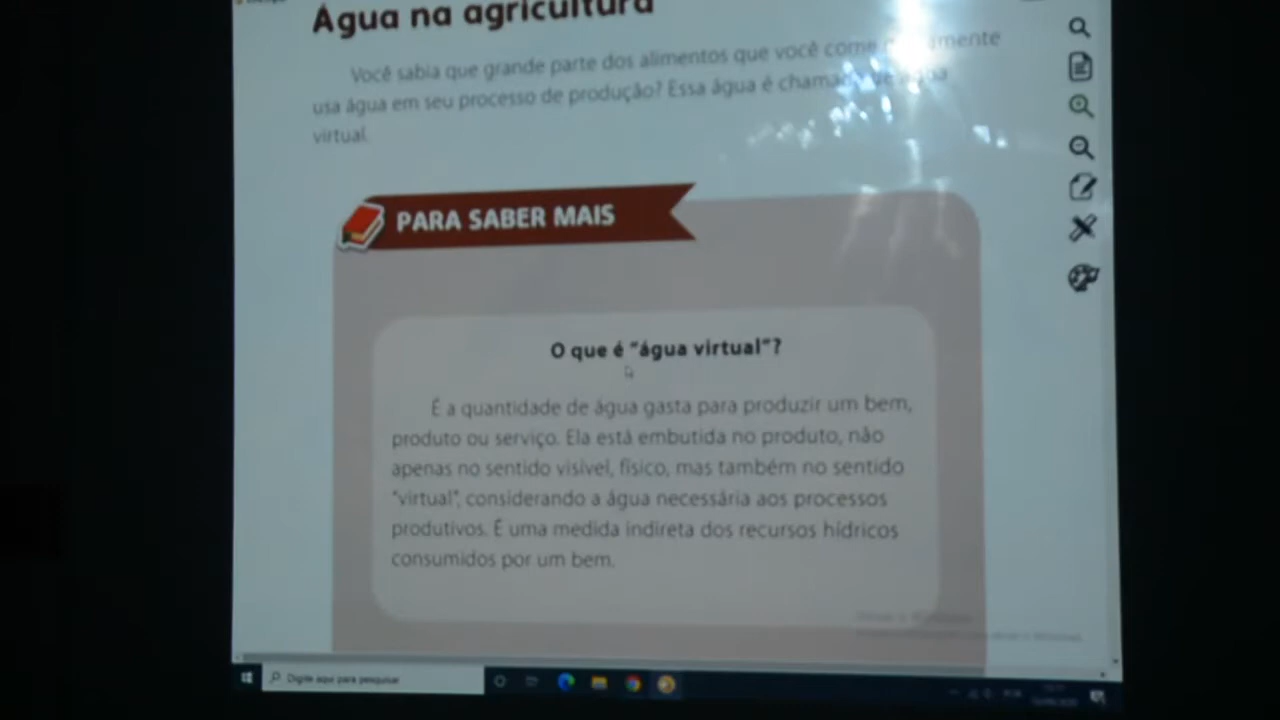 Água na agricultura
Você sabia que grande parte dos alimentos que você come
usa água em seu processo de produção? Essa água é chamada de água
virtual.
PARA SABER MAIS
O que é "água virtual"?
É a quantidade de água gasta para produzir um bem,
produto ou serviço. Ela está embutida no produto, não
apenas no sentido visível, físico, mas também no sentido
"virtual", considerando a água necessária aos processos
produtivos. É uma medida indireta dos recursos hídricos
consumidos por um bem.
Digite aqui para pesquisar